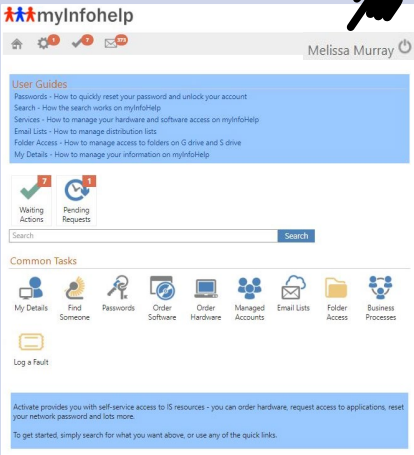 myInfohelp
1
7
373
Melissa Murray
User Guides
Passwords - How to quickly reset your password and unlock your account
Search - How the search works on myInfoHelp
Services - How to manage your hardware and software access on myInfoHelp
Email Lists - How to manage distribution lists
Folder Access - How to manage access to folders on G drive and S drive
My Details - How to manage your information on myInfoHelp
7
1
Waiting Actions
Pending Requests
Search
Search
Common Tasks
My Details
Find Someone
Passwords
Order Software
Order Hardware
Managed Accounts
Email Lists
Folder Access
Business Processes
Log a Fault
Activate provides you with self-service access to IS resources - you can order hardware, request access to applications, reset
your network password and lots more.
To get started, simply search for what you want above, or use any of the quick links.